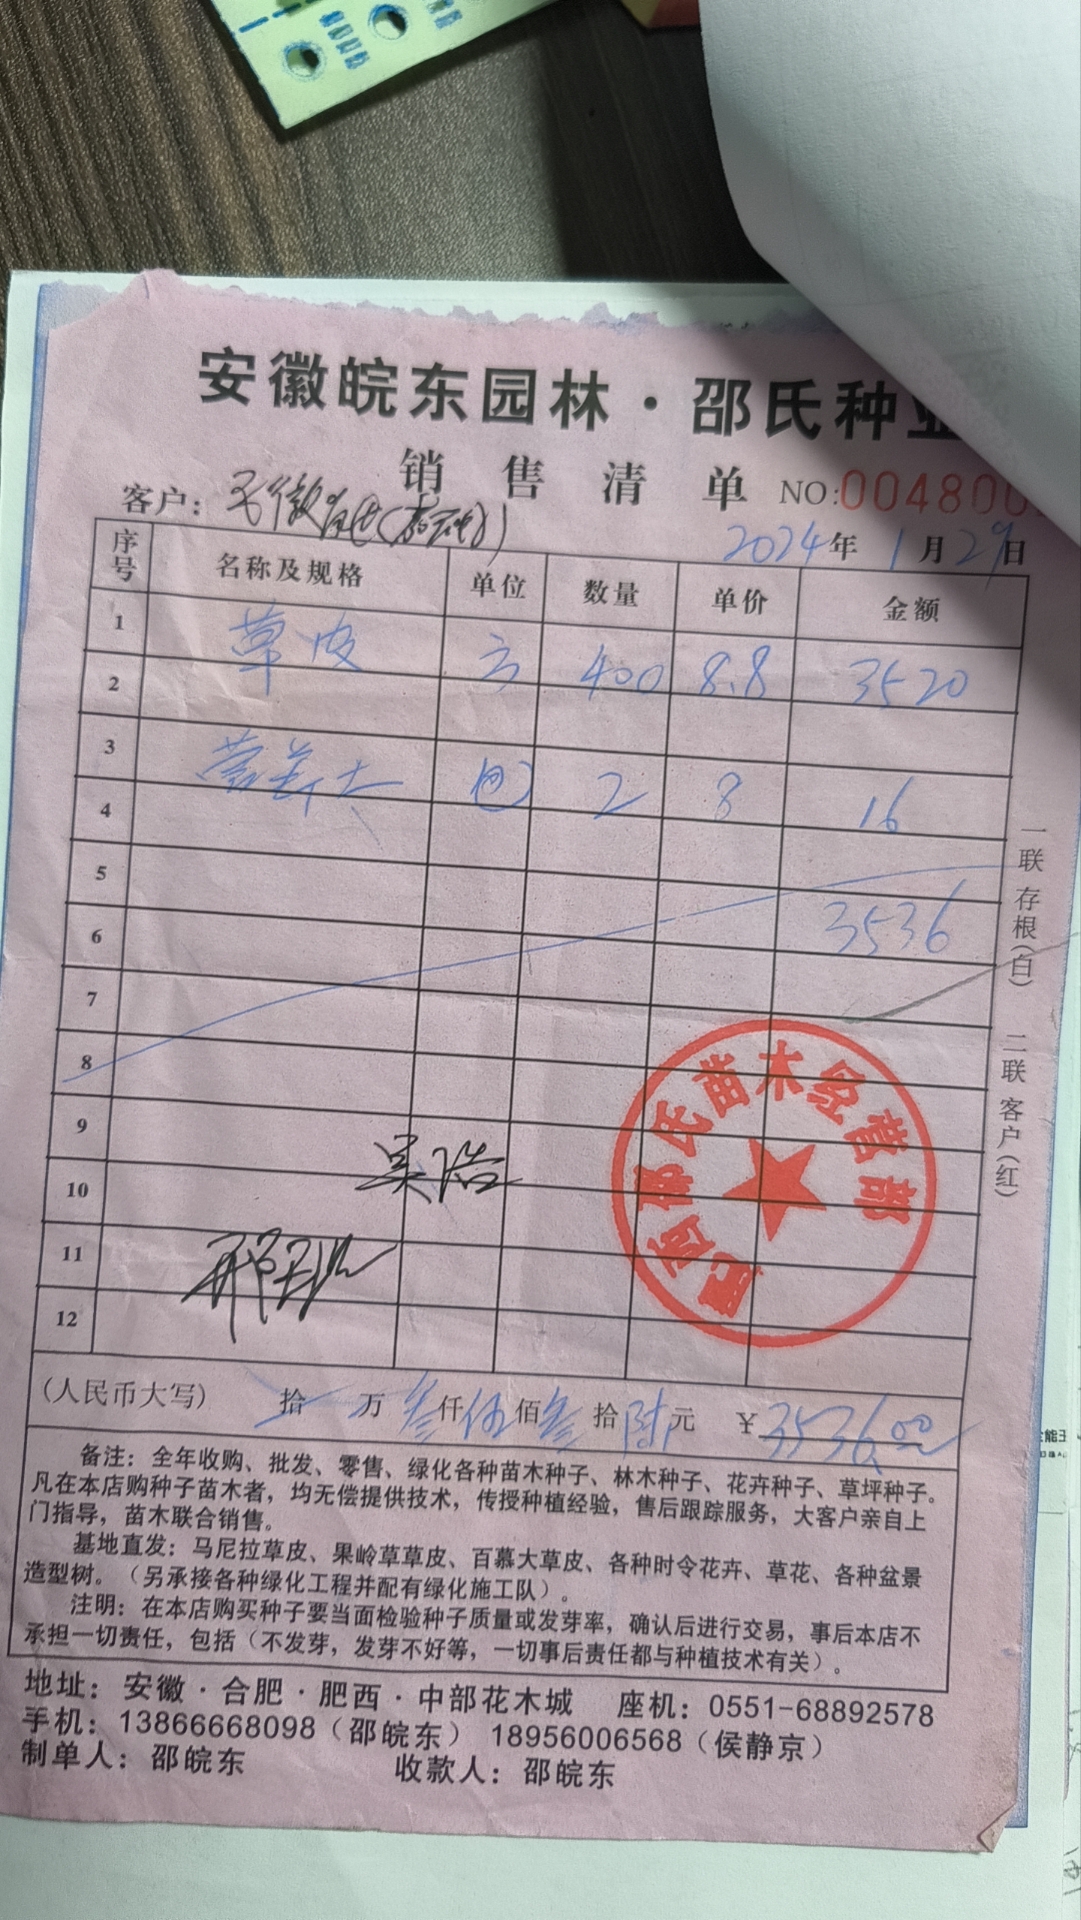 安徽皖东园林·邵氏种业
销售清单 NO:004800
客户:
2024年1月29日
序号 名称及规格 单位 数量 单价 金额
1 草皮 方 400 8.8 3520
2
3 营养土 包 2 8 16
4
5 3536
6
7
8
9
10 吴浩
11
12
(人民币大写) 拾 万 叁仟伍佰叁拾陆元 ¥3536.00
备注：全年收购、批发、零售、绿化各种苗木种子、林木种子、花卉种子、草坪种子。
凡在本店购种子苗木者，均无偿提供技术，传授种植经验，售后跟踪服务，大客户亲自上
门指导，苗木联合销售。
基地直发：马尼拉草皮、果岭草草皮、百慕大草皮、各种时令花卉、草花、各种盆景
造型树。（另承接各种绿化工程并配有绿化施工队）。
注明：在本店购买种子要当面检验种子质量或发芽率，确认后进行交易，事后本店不
承担一切责任，包括（不发芽，发芽不好等，一切事后责任都与种植技术有关）。
地址：安徽·合肥·肥西·中部花木城 座机：0551-68892578
手机：13866668098（邵皖东） 18956006568（侯静京）
制单人：邵皖东 收款人：邵皖东
一联 存根(白) 二联 客户(红)
苗木经营部